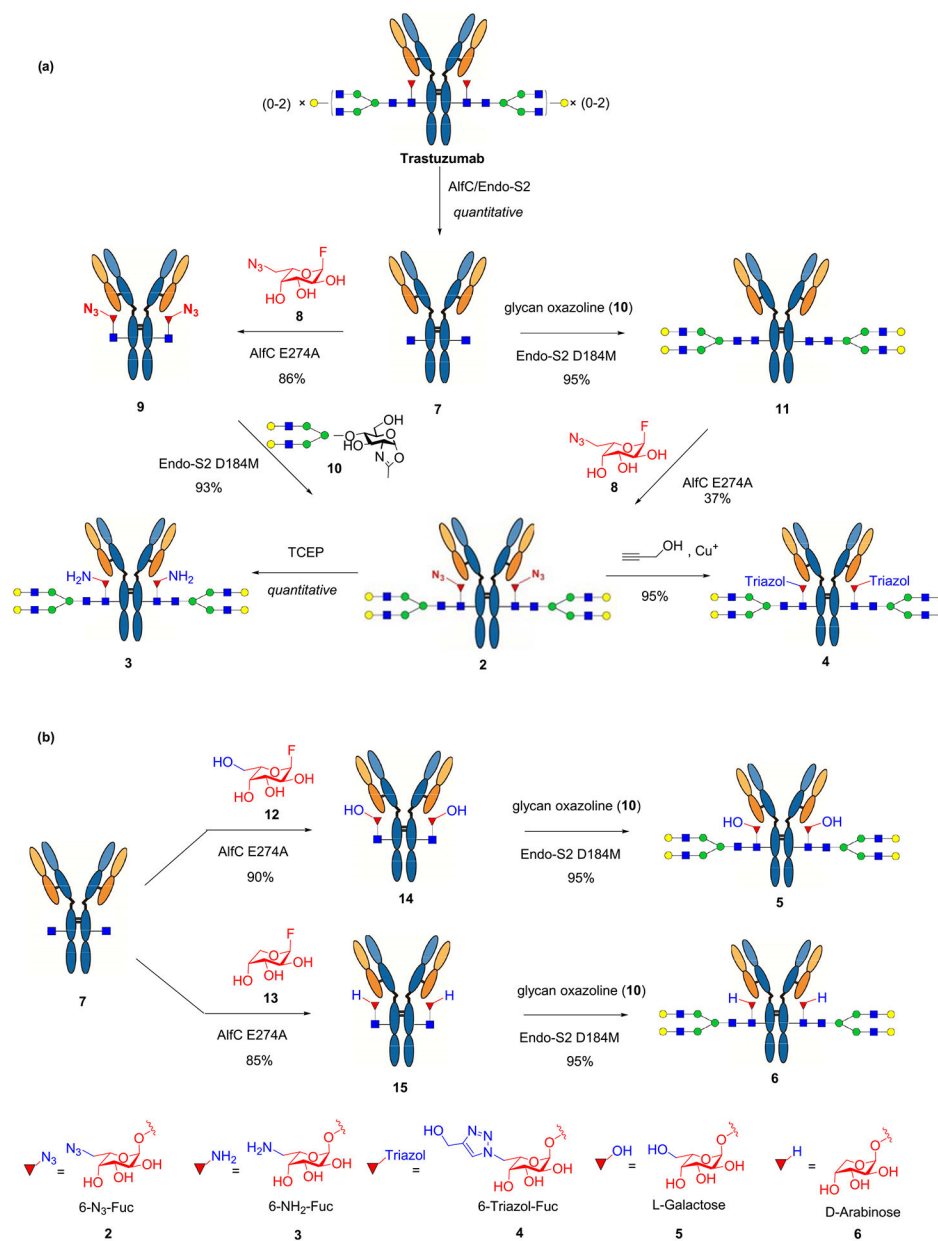 (a)
(0-2) ×
× (0-2)
Trastuzumab
AlfC/Endo-S2
quantitative
N3
F
O
OH
OH
HO
8
AlfC E274A
86%
glycan oxazoline (10)
Endo-S2 D184M
95%
N3
N3
9
7
11
Endo-S2 D184M
93%
OH
O
O
HO
N
O
10
N3
F
O
OH
OH
HO
8
AlfC E274A
37%
TCEP
quantitative
OH
, Cu+
95%
H2N
NH2
3
N3
N3
2
Triazol
Triazol
4
(b)
HO
F
O
OH
OH
HO
12
AlfC E274A
90%
HO
OH
14
glycan oxazoline (10)
Endo-S2 D184M
95%
HO
OH
5
7
F
O
OH
OH
HO
13
AlfC E274A
85%
H
H
15
glycan oxazoline (10)
Endo-S2 D184M
95%
H
H
6
N3
=
N3
O
O
OH
OH
HO
6-N3-Fuc
2
NH2
=
H2N
O
O
OH
OH
HO
6-NH2-Fuc
3
Triazol
=
HO
N
N
N
O
O
OH
OH
HO
6-Triazol-Fuc
4
OH
=
HO
O
O
OH
OH
HO
L-Galactose
5
H
=
O
O
OH
OH
HO
D-Arabinose
6